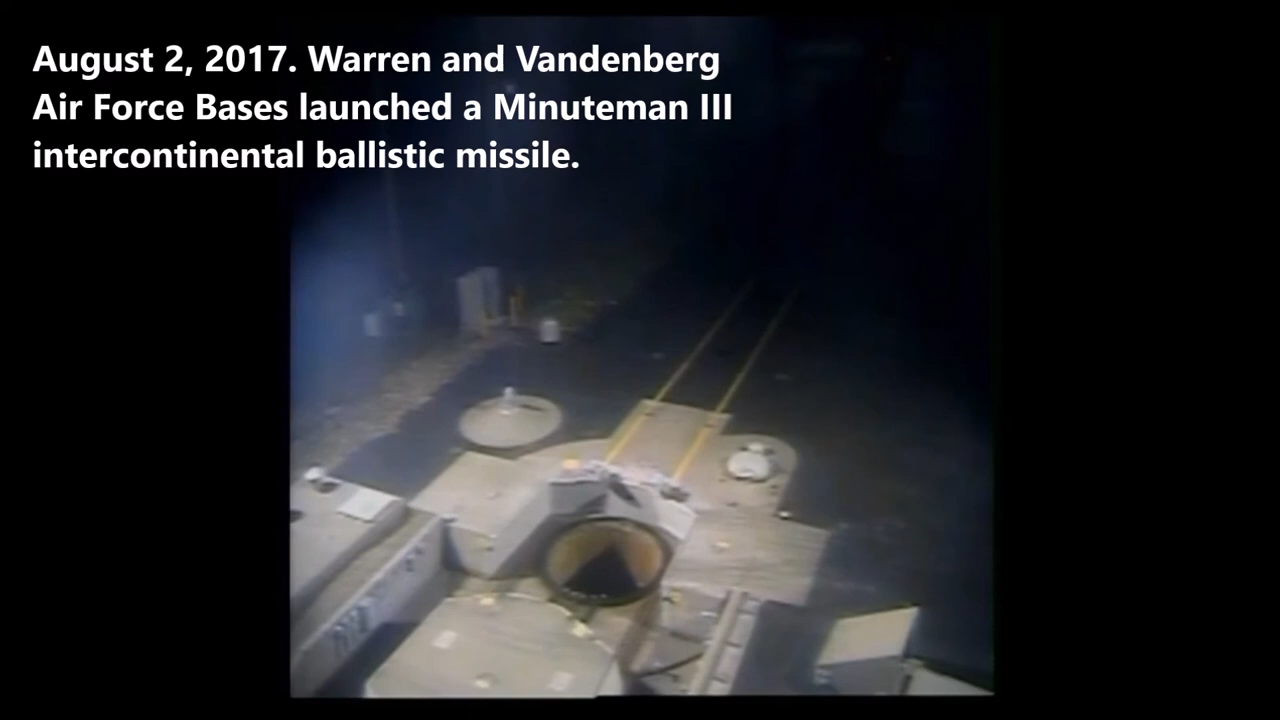 August 2, 2017. Warren and Vandenberg
Air Force Bases launched a Minuteman III
intercontinental ballistic missile.